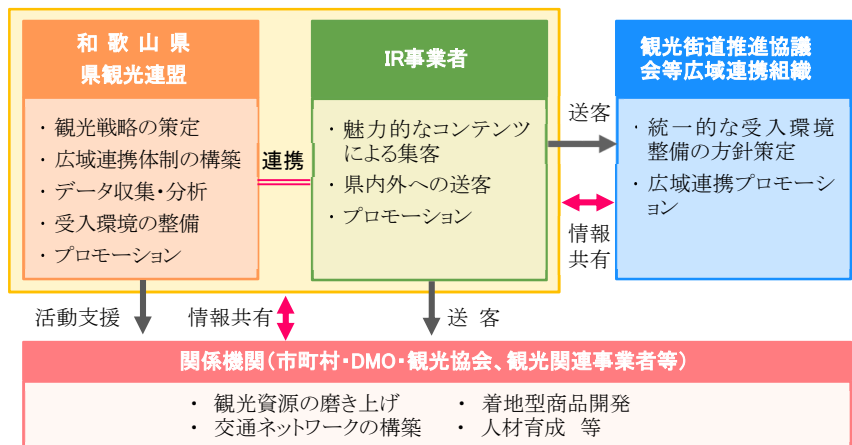 和 歌 山 県
県観光連盟
・ 観光戦略の策定
・ 広域連携体制の構築
・ データ収集・分析
・ 受入環境の整備
・ プロモーション
連携
IR事業者
・ 魅力的なコンテンツ
による集客
・ 県内外への送客
・ プロモーション
送客
情報
共有
観光街道推進協議
会等広域連携組織
・ 統一的な受入環境
整備の方針策定
・ 広域連携プロモーシ
ョン
活動支援
情報共有
送 客
関係機関（市町村・DMO・観光協会、観光関連事業者等）
・ 観光資源の磨き上げ
・ 交通ネットワークの構築
・ 着地型商品開発
・ 人材育成 等